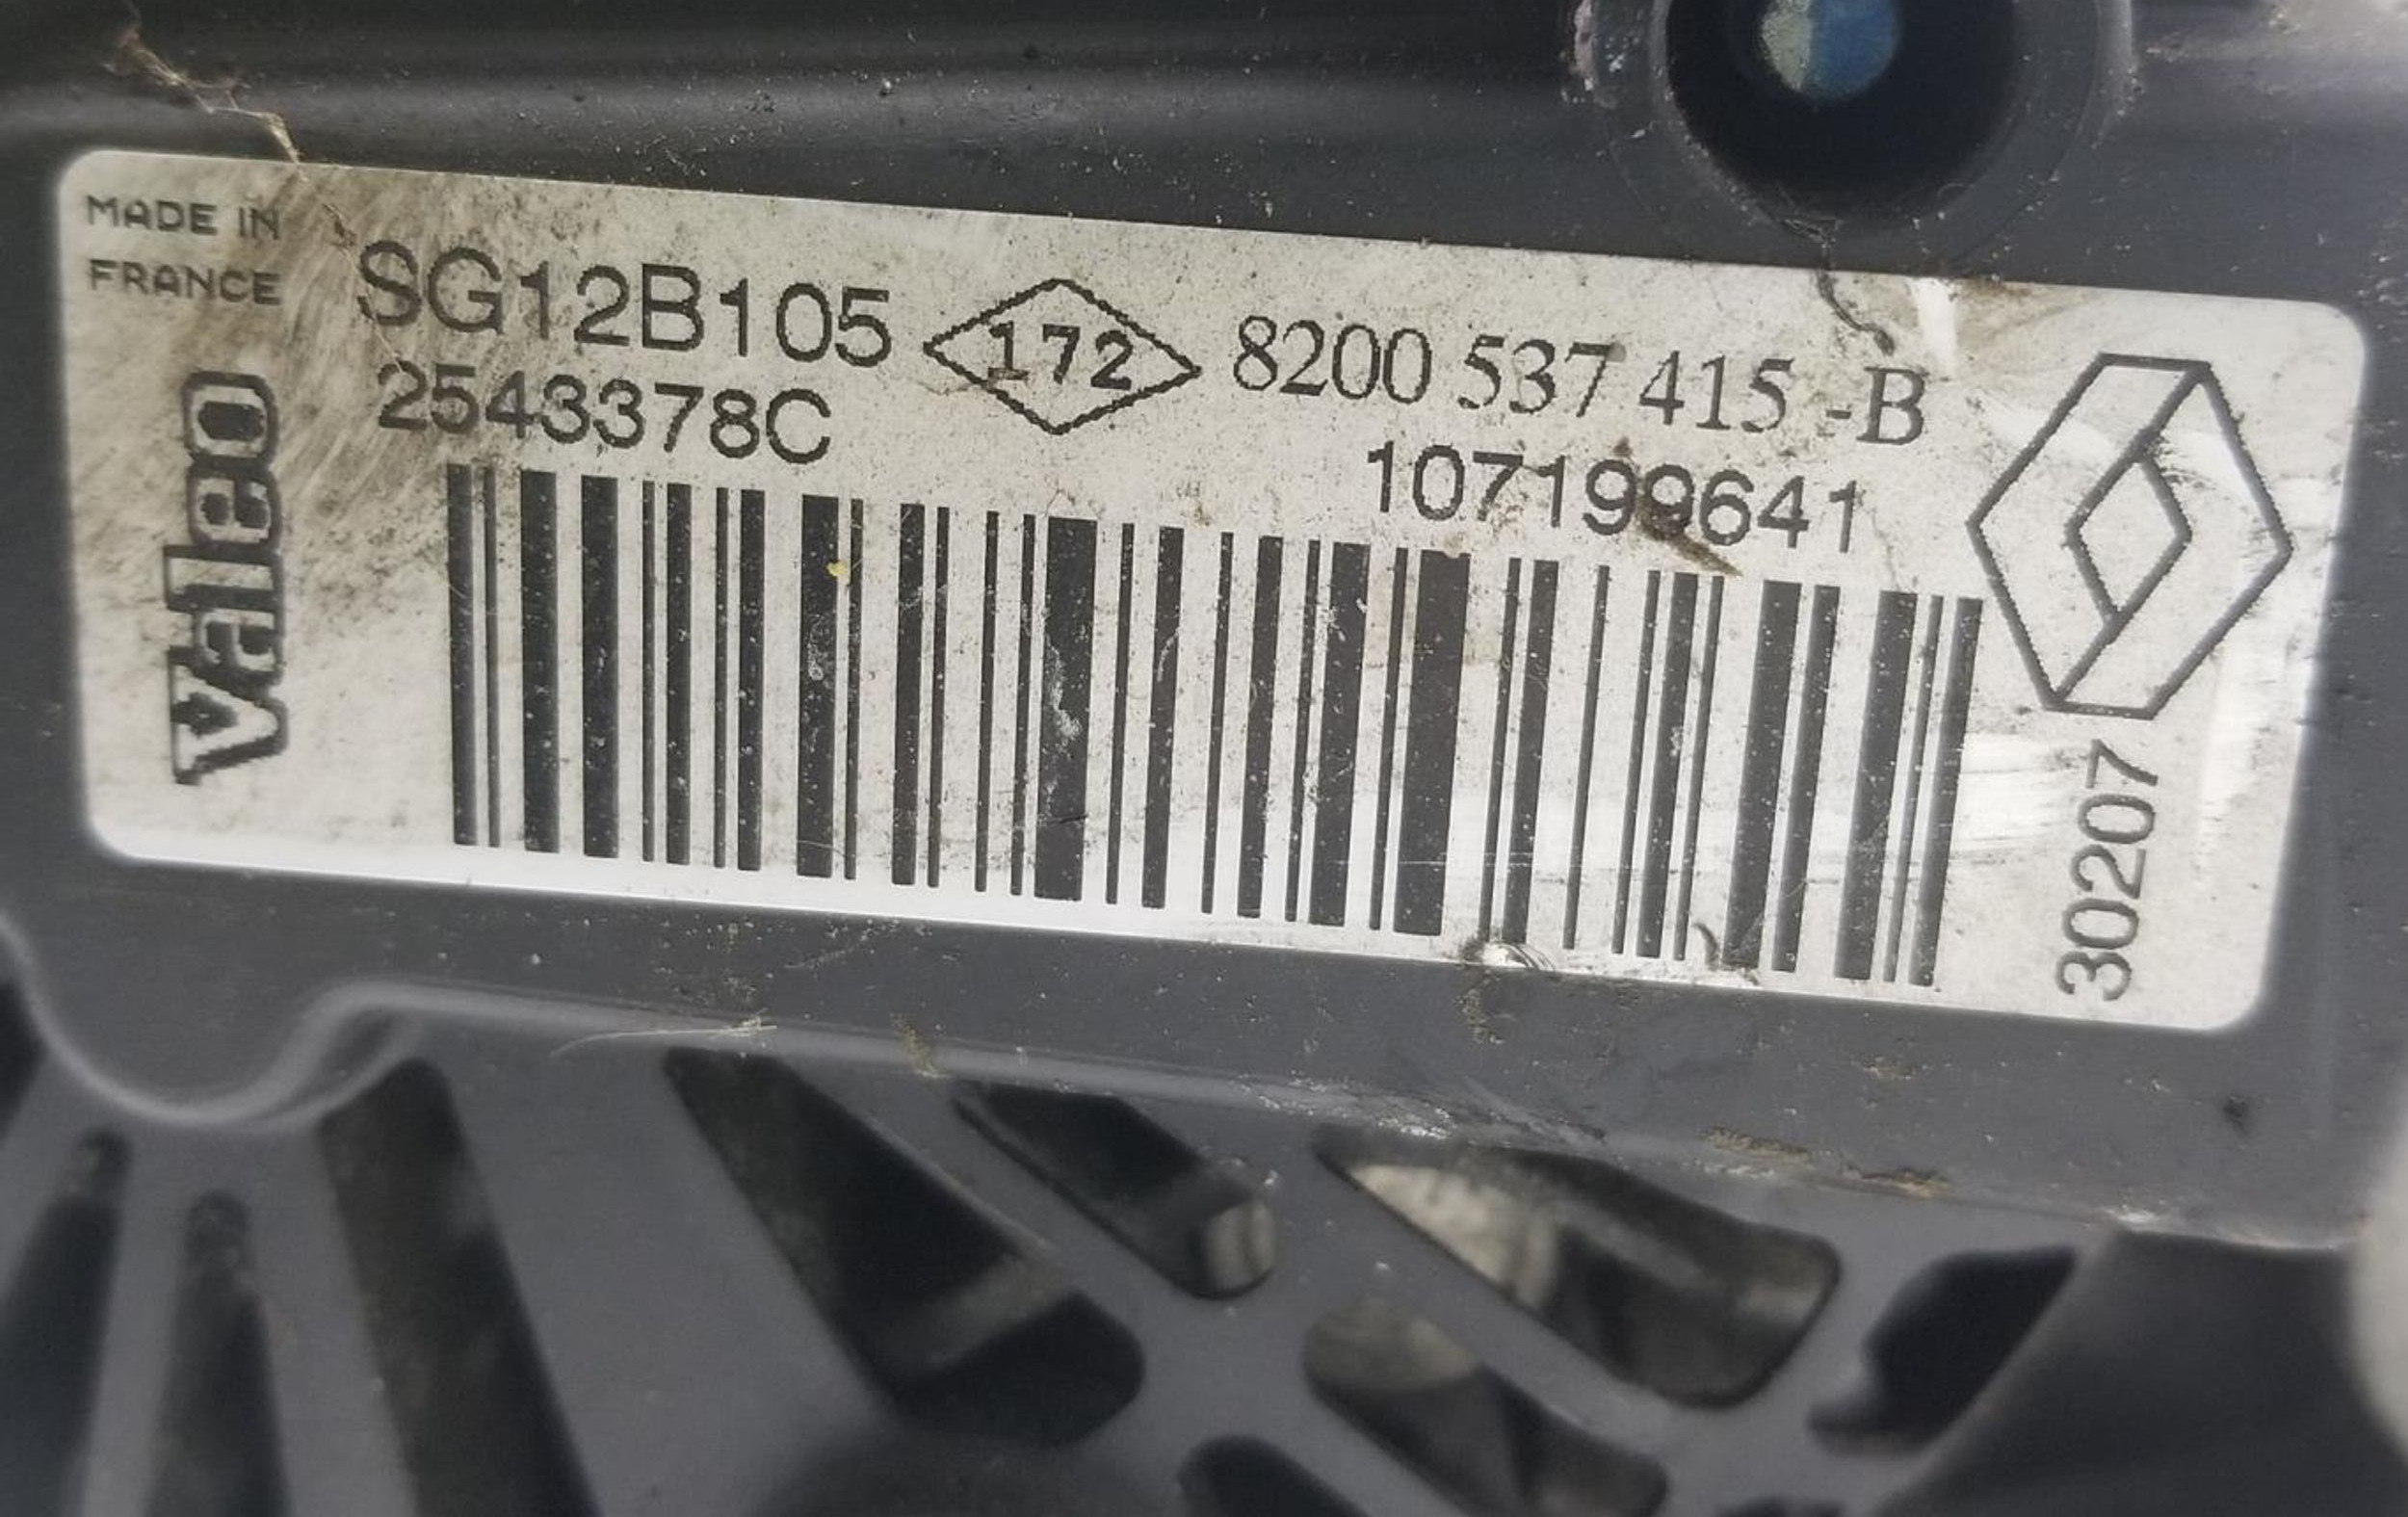 MADE IN
FRANCE
valeo
SG12B105
2543378C
172
8200 537 415 -B
107199641
30207